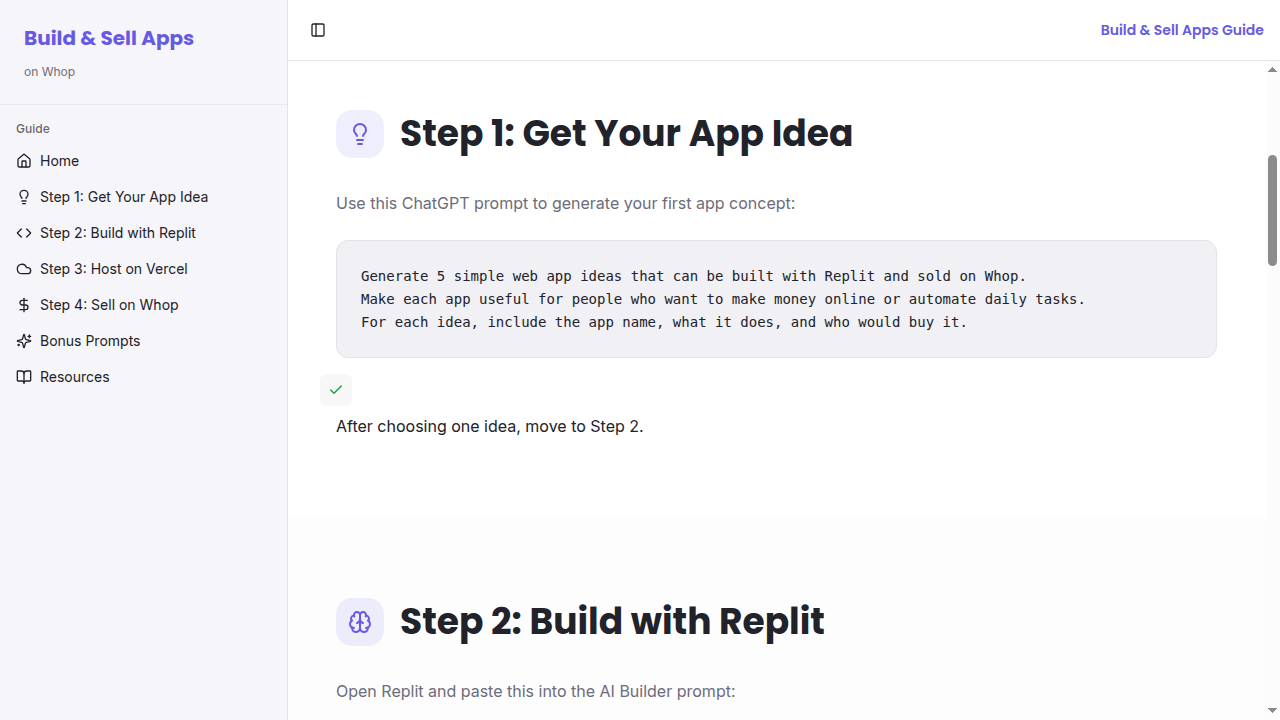 Build & Sell Apps
on Whop
Guide
Home
Step 1: Get Your App Idea
Step 2: Build with Replit
Step 3: Host on Vercel
Step 4: Sell on Whop
Bonus Prompts
Resources
Build & Sell Apps Guide
Step 1: Get Your App Idea
Use this ChatGPT prompt to generate your first app concept:
Generate 5 simple web app ideas that can be built with Replit and sold on Whop.
Make each app useful for people who want to make money online or automate daily tasks.
For each idea, include the app name, what it does, and who would buy it.
After choosing one idea, move to Step 2.
Step 2: Build with Replit
Open Replit and paste this into the AI Builder prompt: